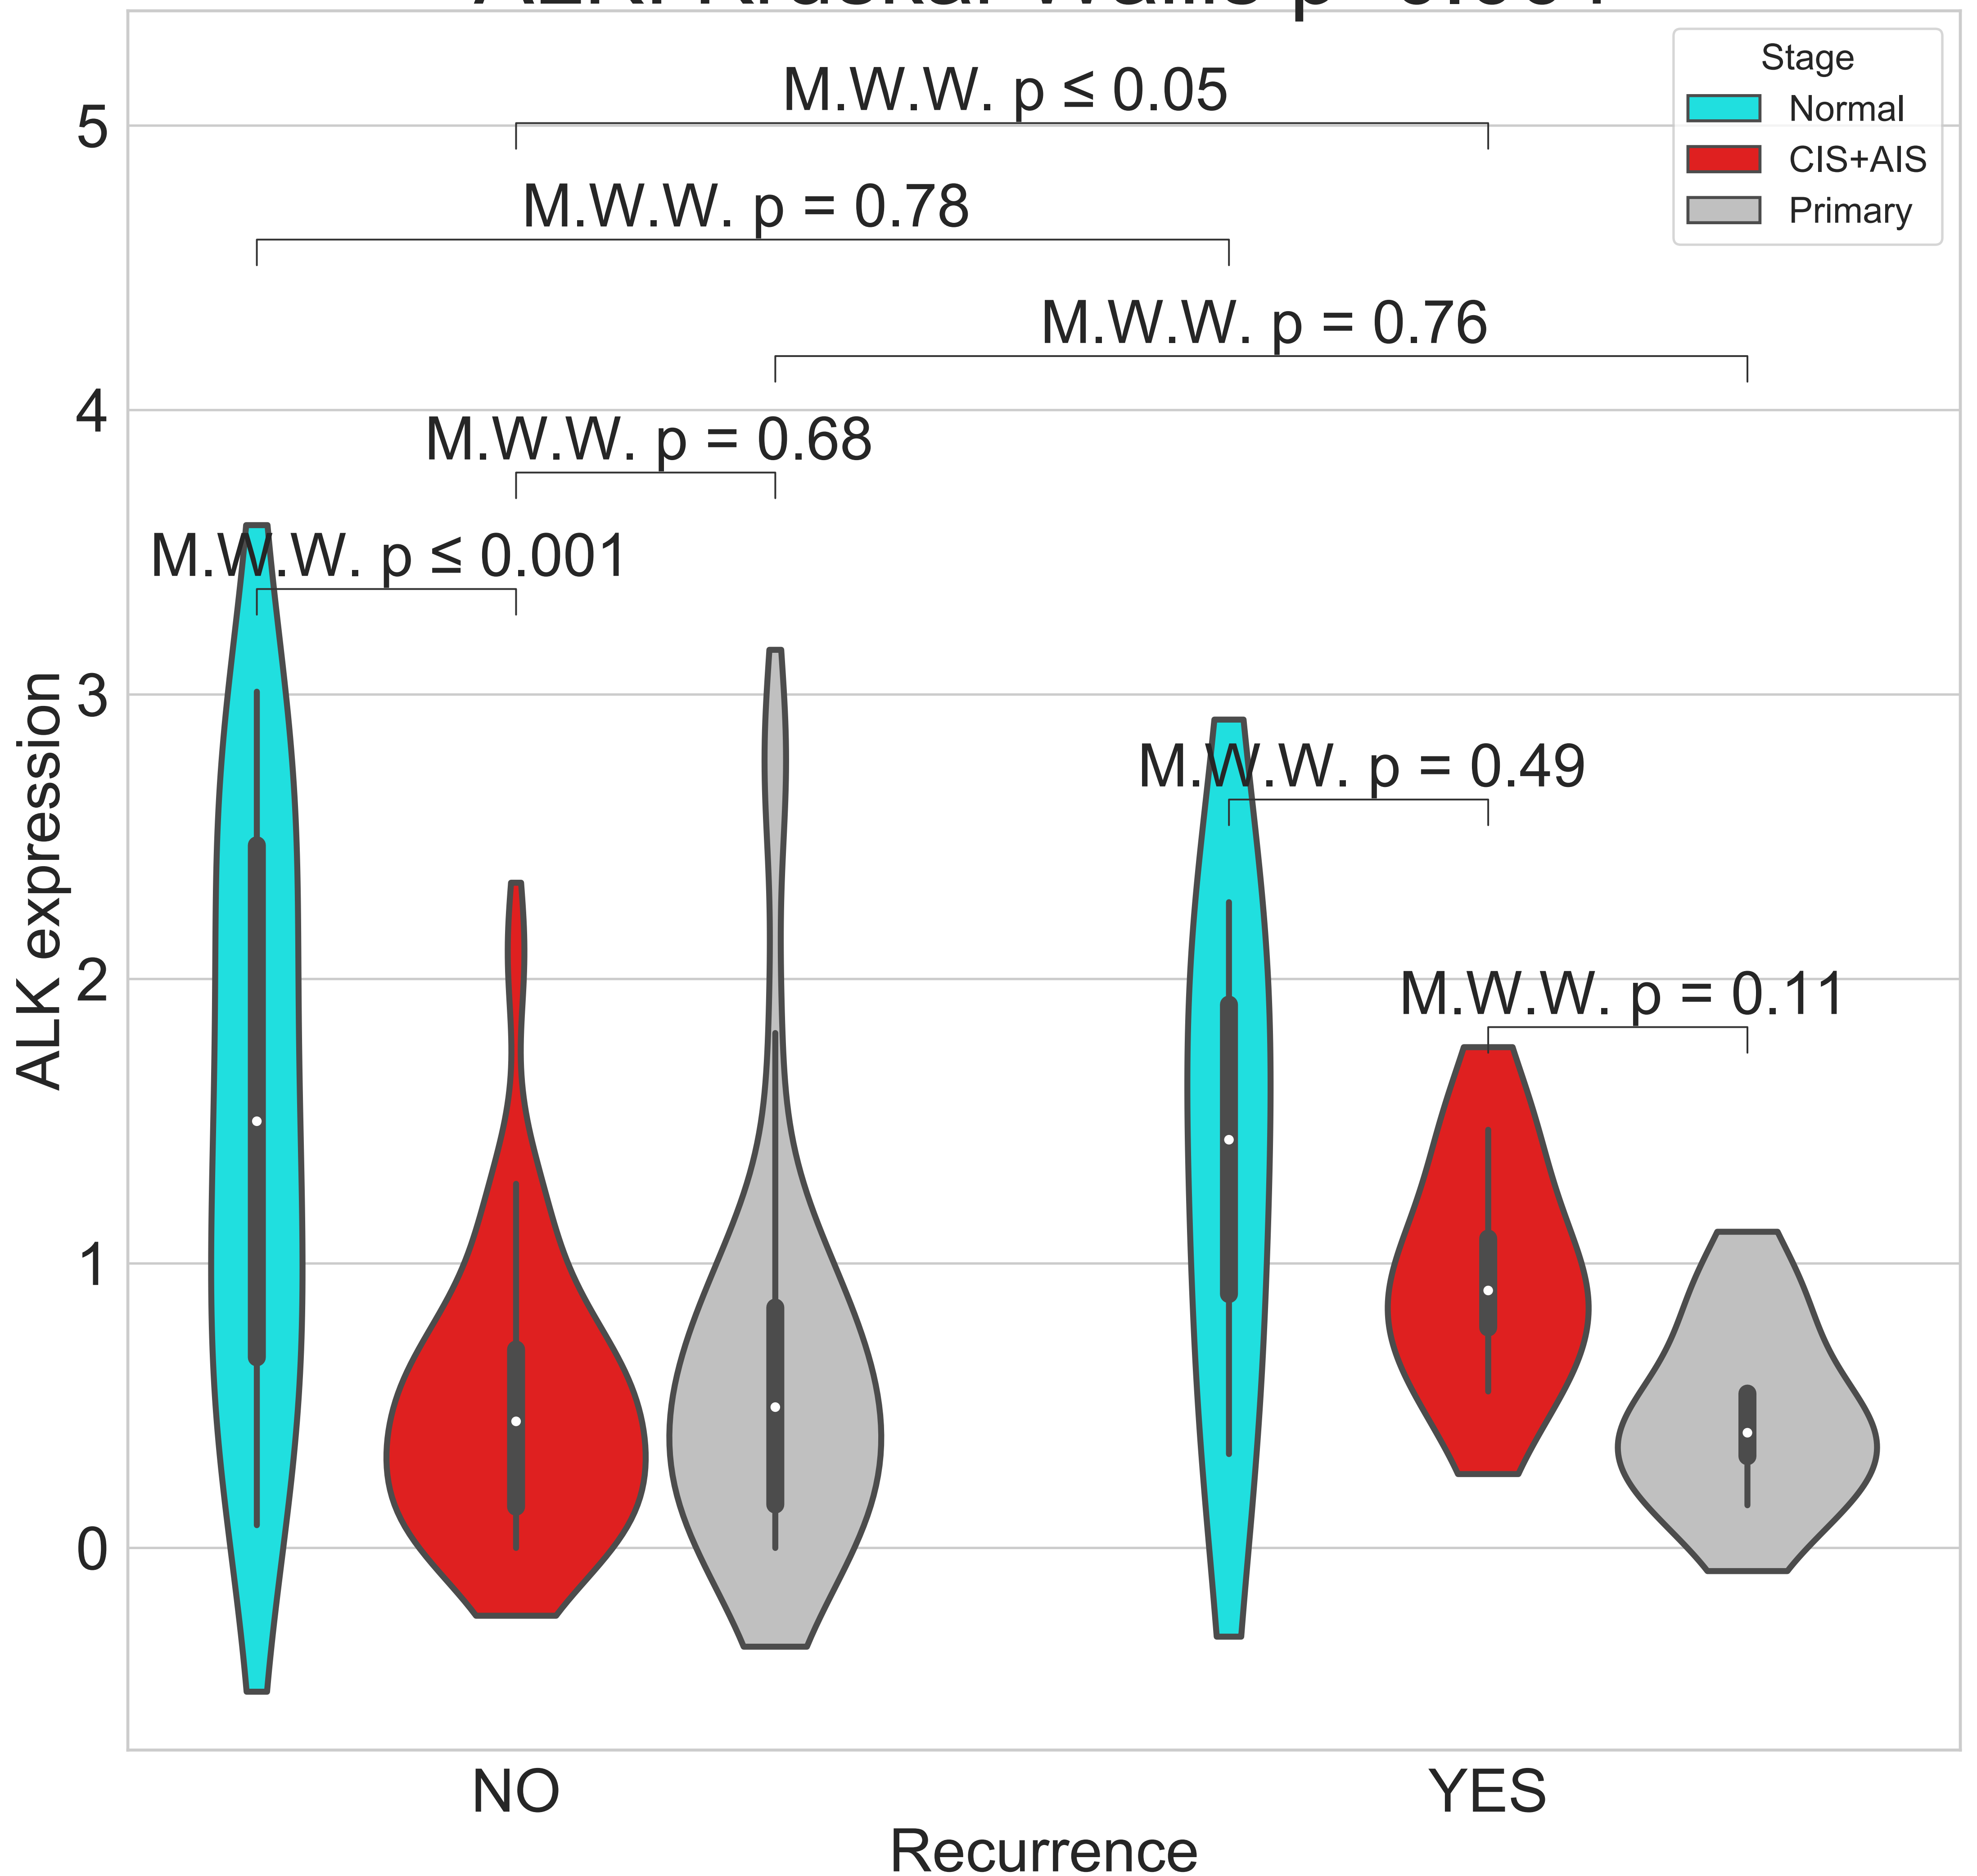 Stage
Normal
CIS+AIS
Primary
M.W.W. p ≤ 0.05
M.W.W. p = 0.78
M.W.W. p = 0.76
M.W.W. p = 0.68
M.W.W. p ≤ 0.001
M.W.W. p = 0.49
M.W.W. p = 0.11
5
4
3
2
1
0
ALK expression
NO
YES
Recurrence